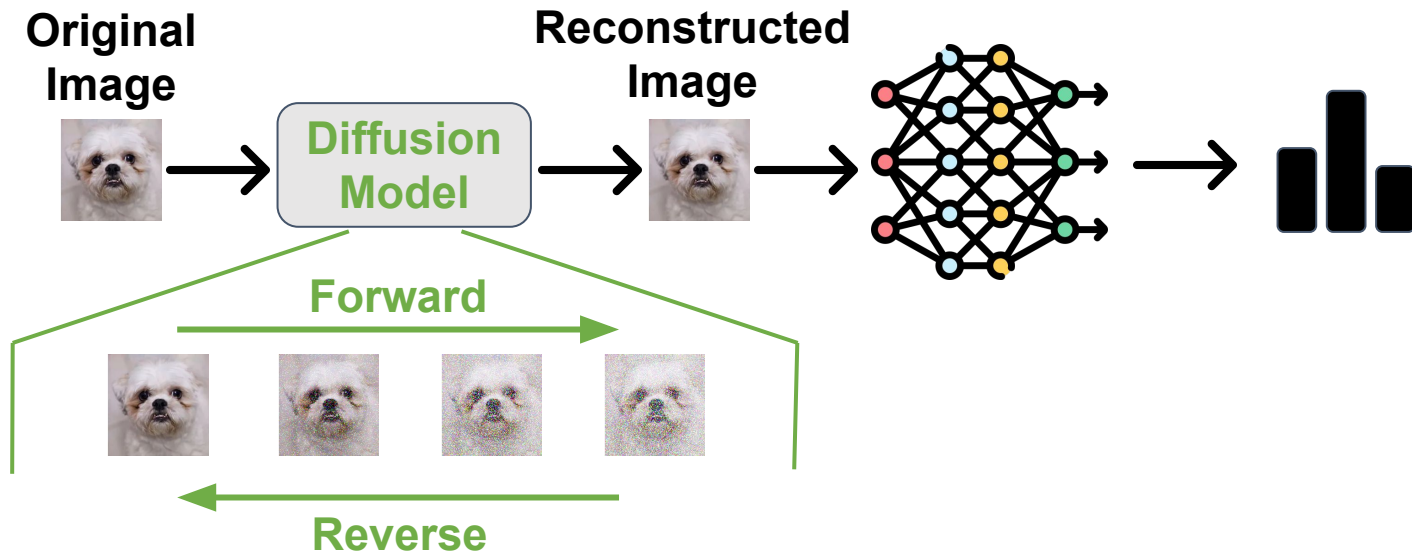 Original
Image
Reconstructed
Image
Diffusion
Model
Forward
Reverse